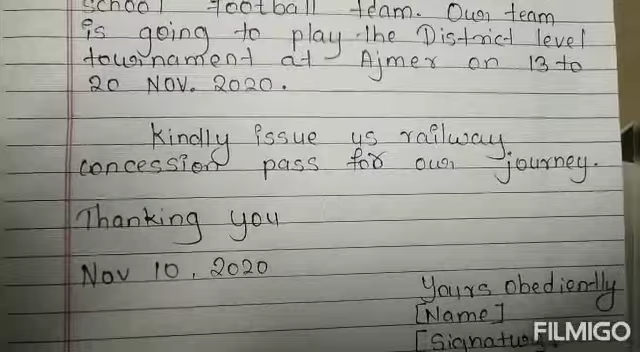 school football team. Our team
is going to play the District level
tournament at Ajmer on 13 to
20 NOV. 2020.
Kindly issue us railway
concession pass for our journey.
Thanking you
Nov 10, 2020
Yours obediendly
[Name]
[Signatu
FILMIGO